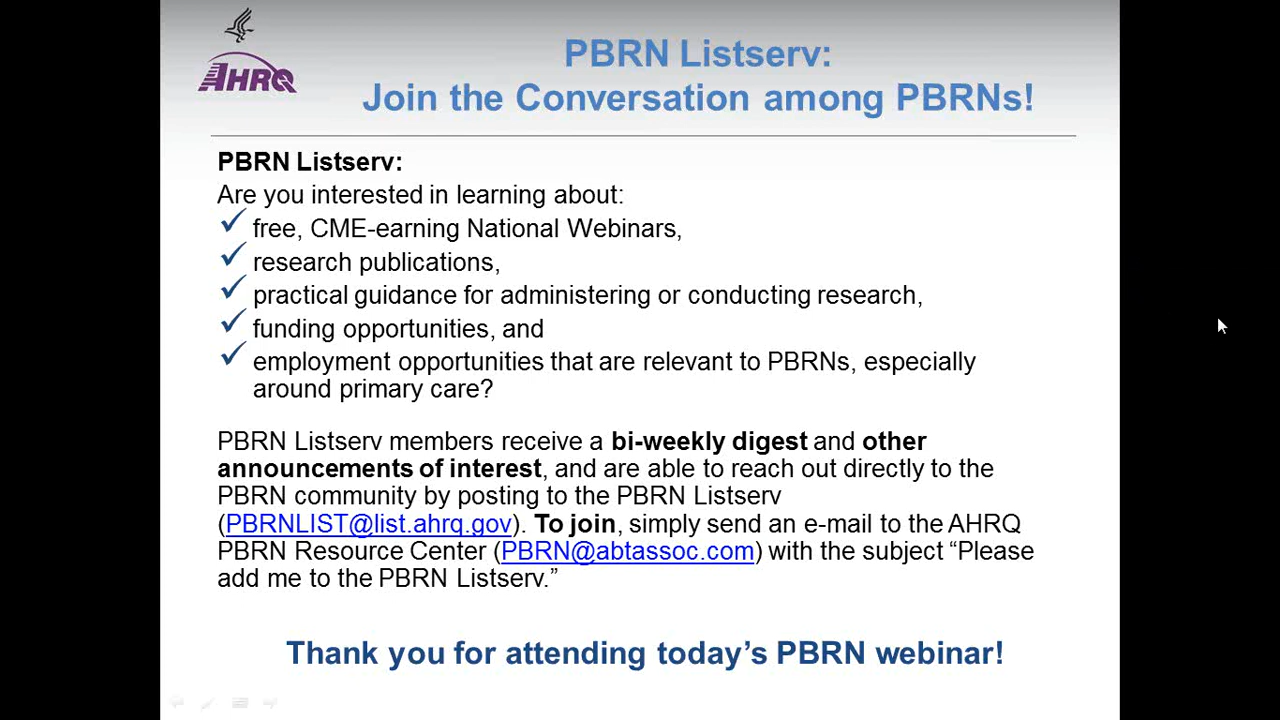 AHRQ
PBRN Listserv:
Join the Conversation among PBRNs!
PBRN Listserv:
Are you interested in learning about:
free, CME-earning National Webinars,
research publications,
practical guidance for administering or conducting research,
funding opportunities, and
employment opportunities that are relevant to PBRNs, especially
around primary care?
PBRN Listserv members receive a bi-weekly digest and other
announcements of interest, and are able to reach out directly to the
PBRN community by posting to the PBRN Listserv
(PBRNLIST@list.ahrq.gov). To join, simply send an e-mail to the AHRQ
PBRN Resource Center (PBRN@abtassoc.com) with the subject “Please
add me to the PBRN Listserv.”
Thank you for attending today’s PBRN webinar!